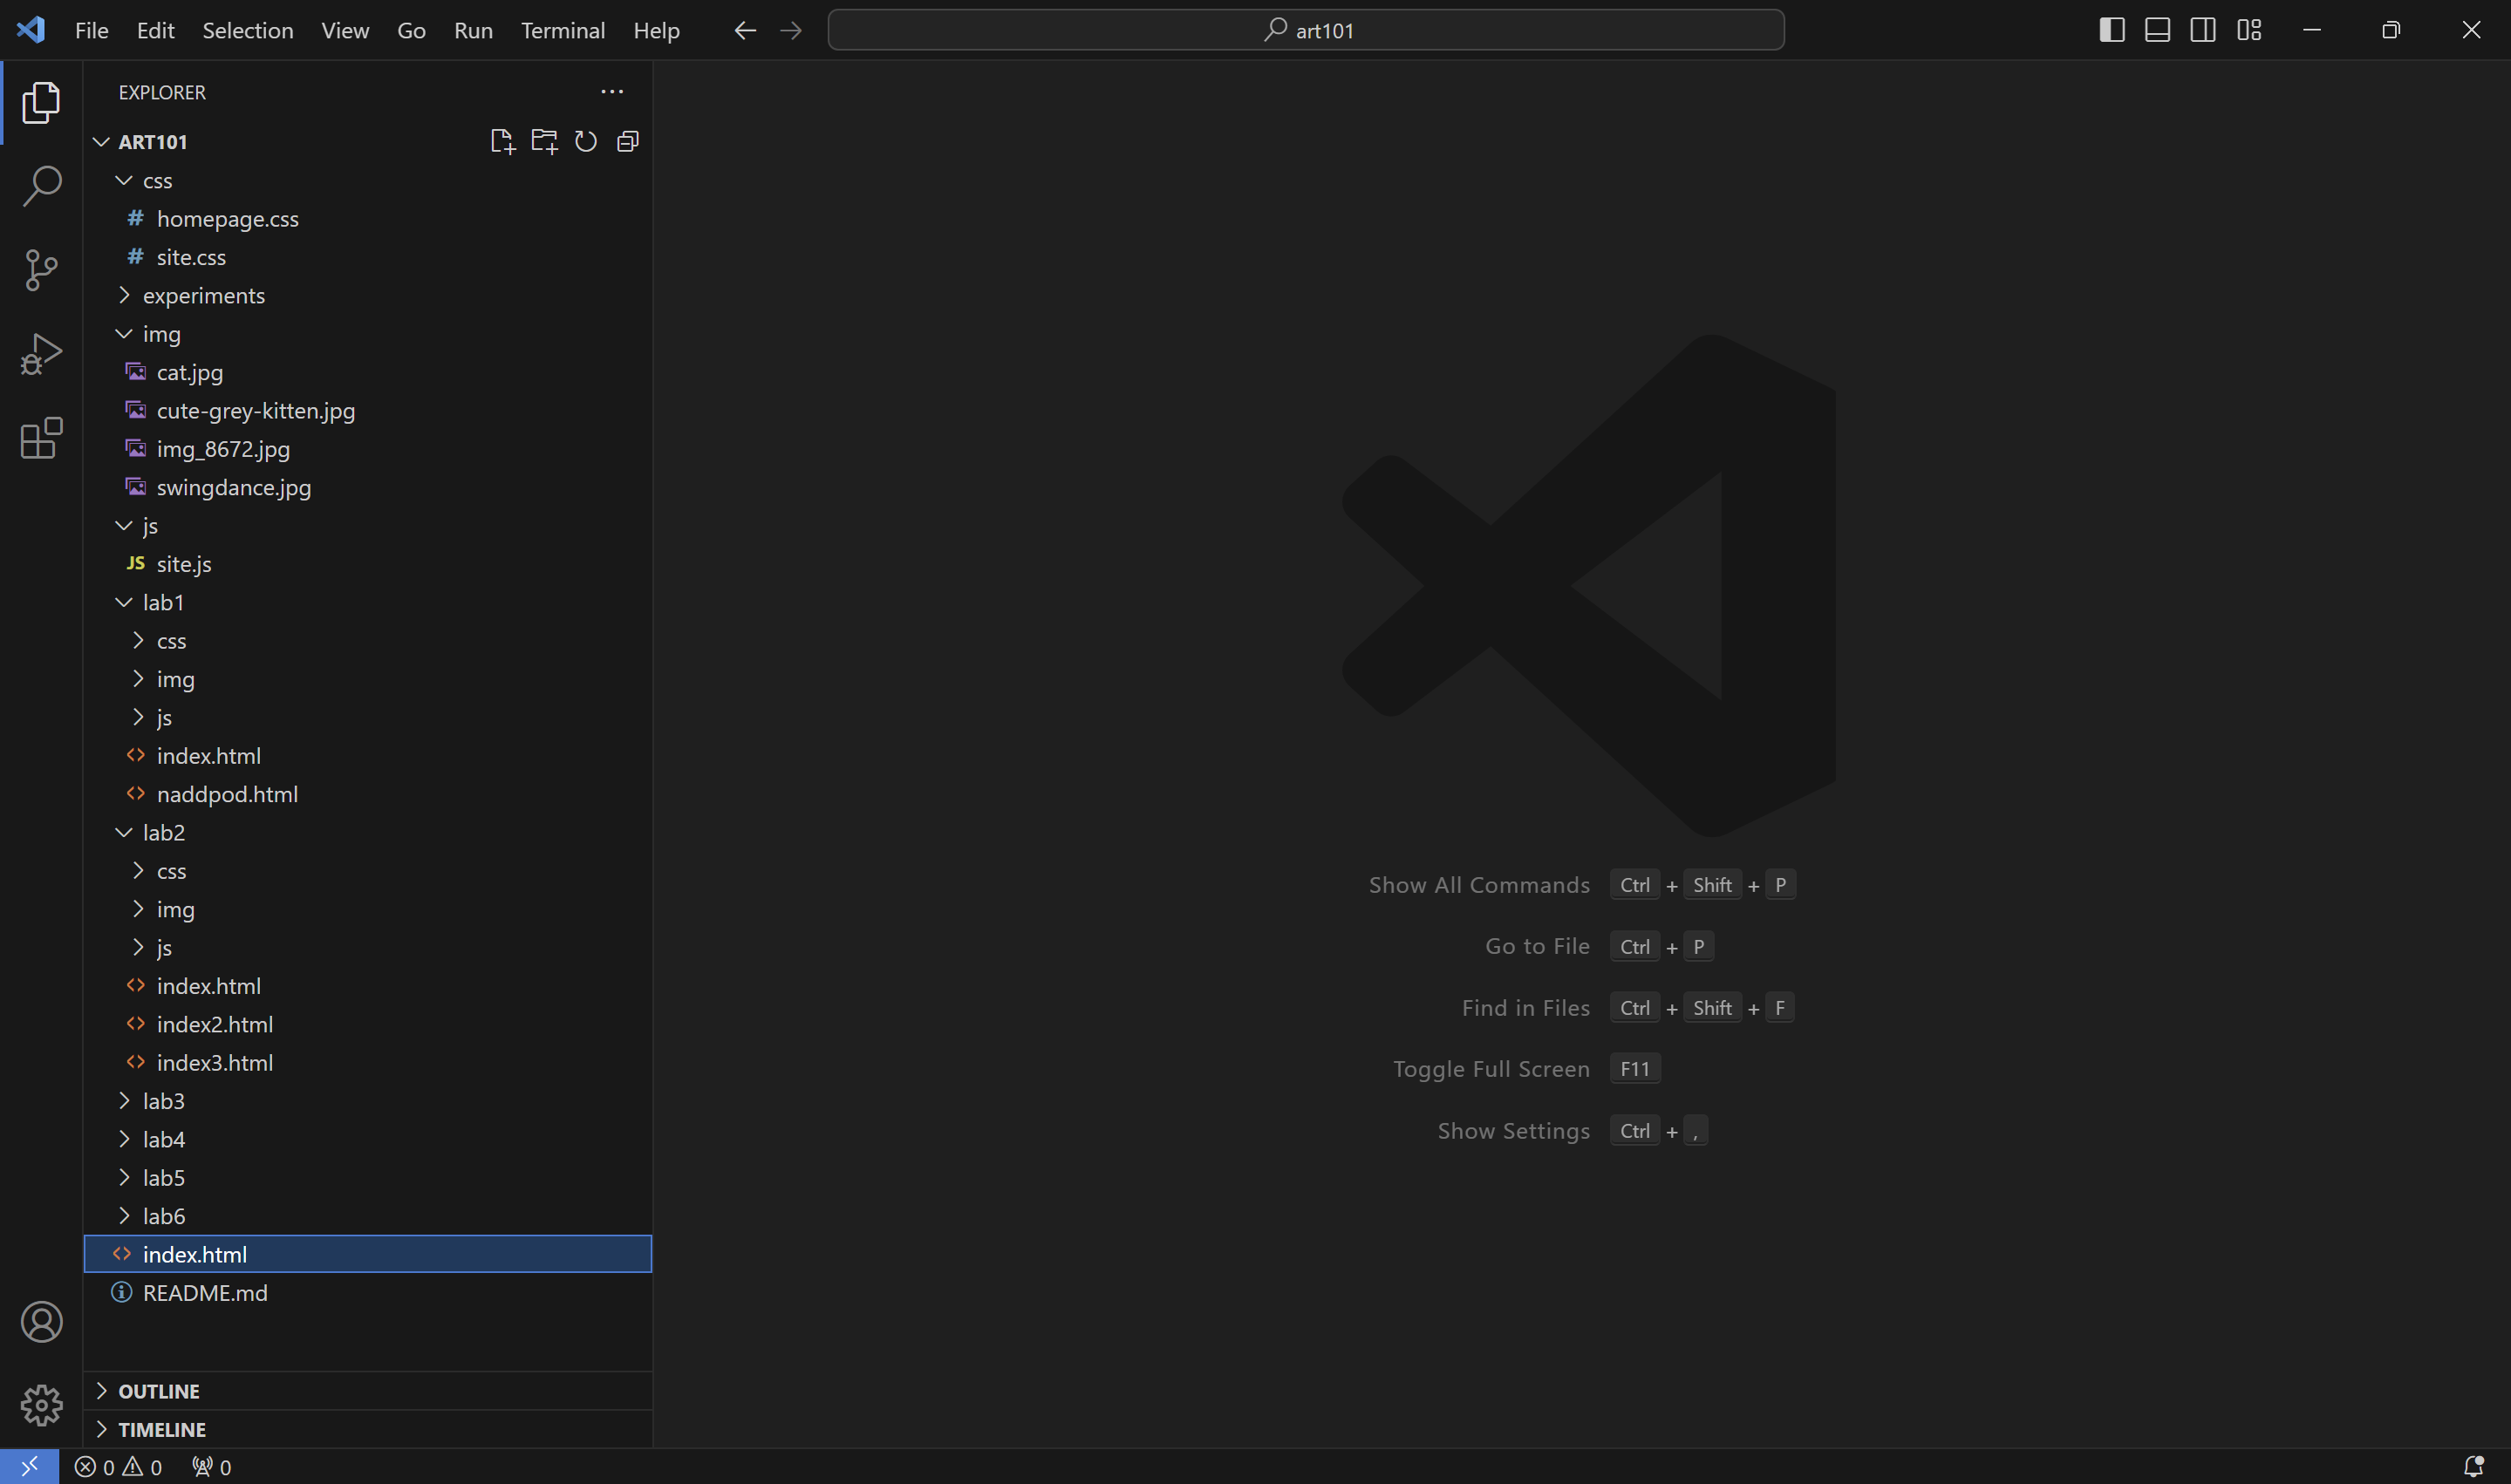 File Edit Selection View Go Run Terminal Help art101
EXPLORER
ART101
css
# homepage.css
# site.css
experiments
img
cat.jpg
cute-grey-kitten.jpg
img_8672.jpg
swingdance.jpg
js
JS site.js
lab1
css
img
js
<> index.html
<> naddpod.html
lab2
css
img
js
<> index.html
<> index2.html
<> index3.html
lab3
lab4
lab5
lab6
<> index.html
README.md
OUTLINE
TIMELINE
Show All Commands Ctrl + Shift + P
Go to File Ctrl + P
Find in Files Ctrl + Shift + F
Toggle Full Screen F11
Show Settings Ctrl + ,
0 0 0